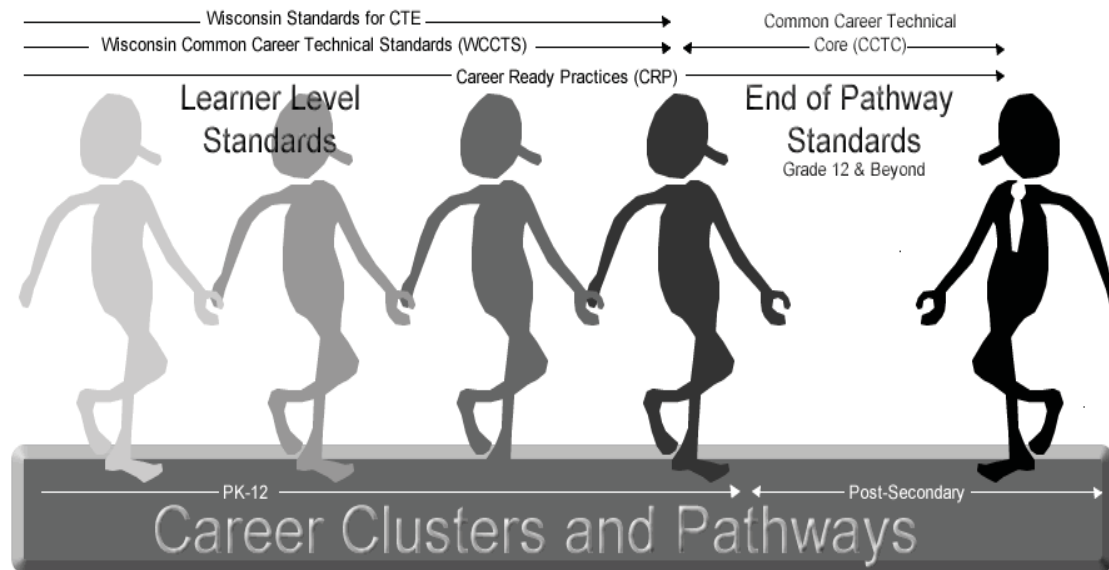 Wisconsin Standards for CTE
Wisconsin Common Career Technical Standards (WCCTS)
Common Career Technical
Core (CCTC)
Career Ready Practices (CRP)
Learner Level
Standards
End of Pathway
Standards
Grade 12 & Beyond
PK-12
Post-Secondary
Career Clusters and Pathways